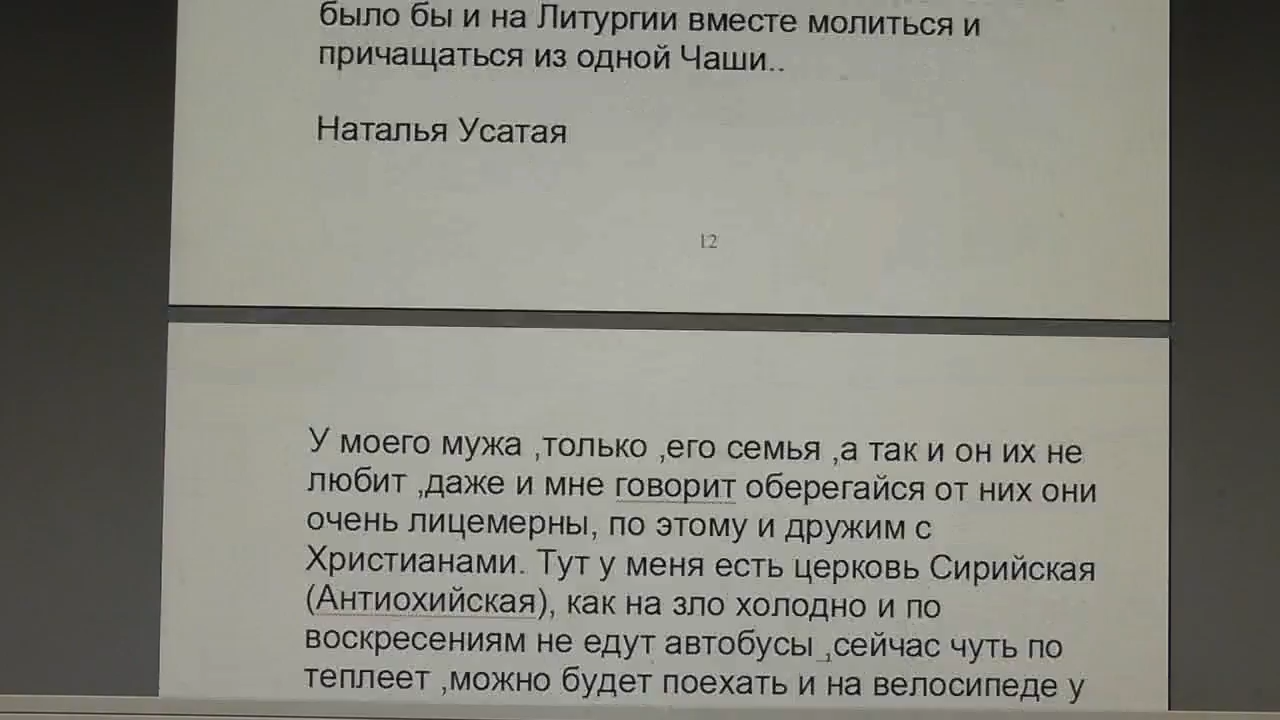 было бы и на Литургии вместе молиться и
причащаться из одной Чаши..
Наталья Усатая
12
У моего мужа ,только ,его семья ,а так и он их не
любит ,даже и мне говорит оберегайся от них они
очень лицемерны, по этому и дружим с
Христианами. Тут у меня есть церковь Сирийская
(Антиохийская), как на зло холодно и по
воскресениям не едут автобусы ,сейчас чуть по
теплеет ,можно будет поехать и на велосипеде у